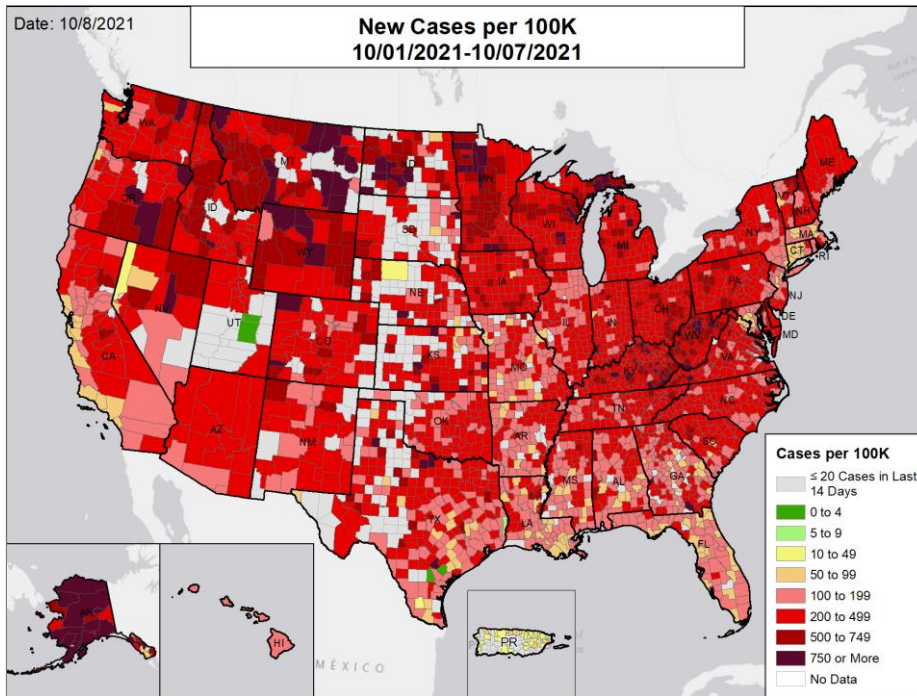 Date: 10/8/2021
New Cases per 100K
10/01/2021-10/07/2021
WA
MT
ND
MN
ME
OR
ID
SD
WI
MI
VT
NH
NY
MA
CT
RI
WY
IA
NE
PA
NJ
NV
UT
CO
IL
IN
OH
DE
MD
CA
KS
MO
WV
VA
KY
AZ
NM
OK
AR
TN
NC
SC
MS
AL
GA
TX
LA
FL
AK
HI
MÉXICO
PR
Cases per 100K
≤ 20 Cases in Last
14 Days
0 to 4
5 to 9
10 to 49
50 to 99
100 to 199
200 to 499
500 to 749
750 or More
No Data